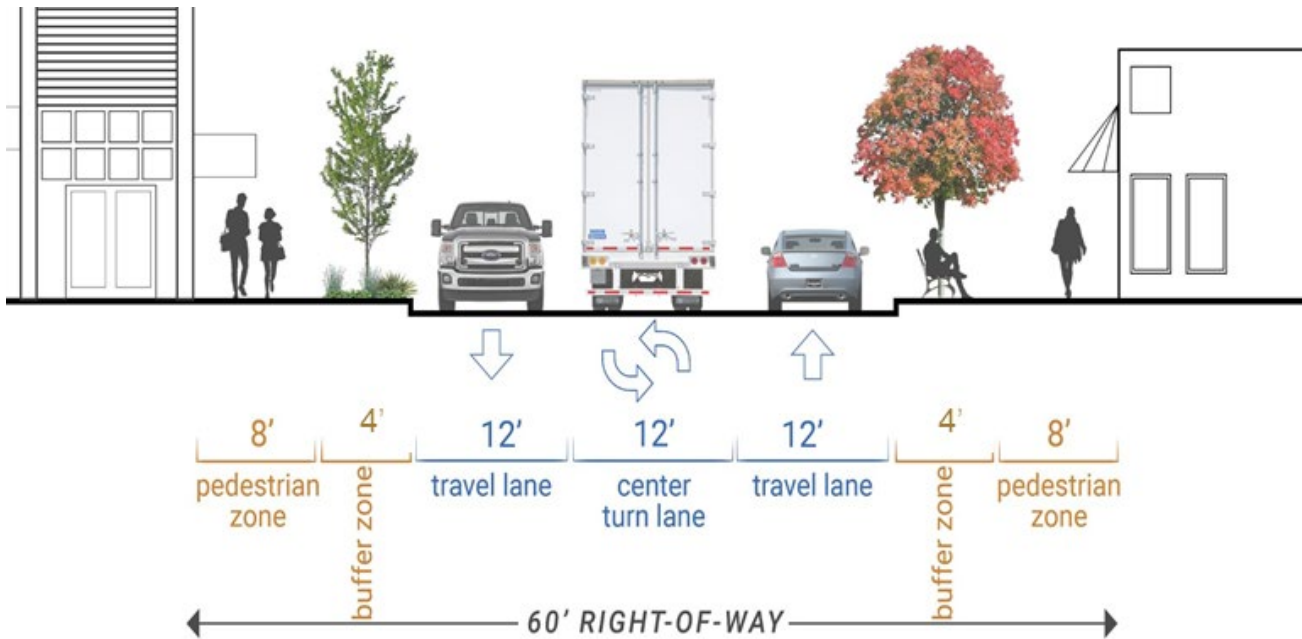 8’
4’
12’
12’
12’
4’
8’
pedestrian
zone
buffer zone
travel lane
center
turn lane
travel lane
buffer zone
pedestrian
zone
60’ RIGHT-OF-WAY